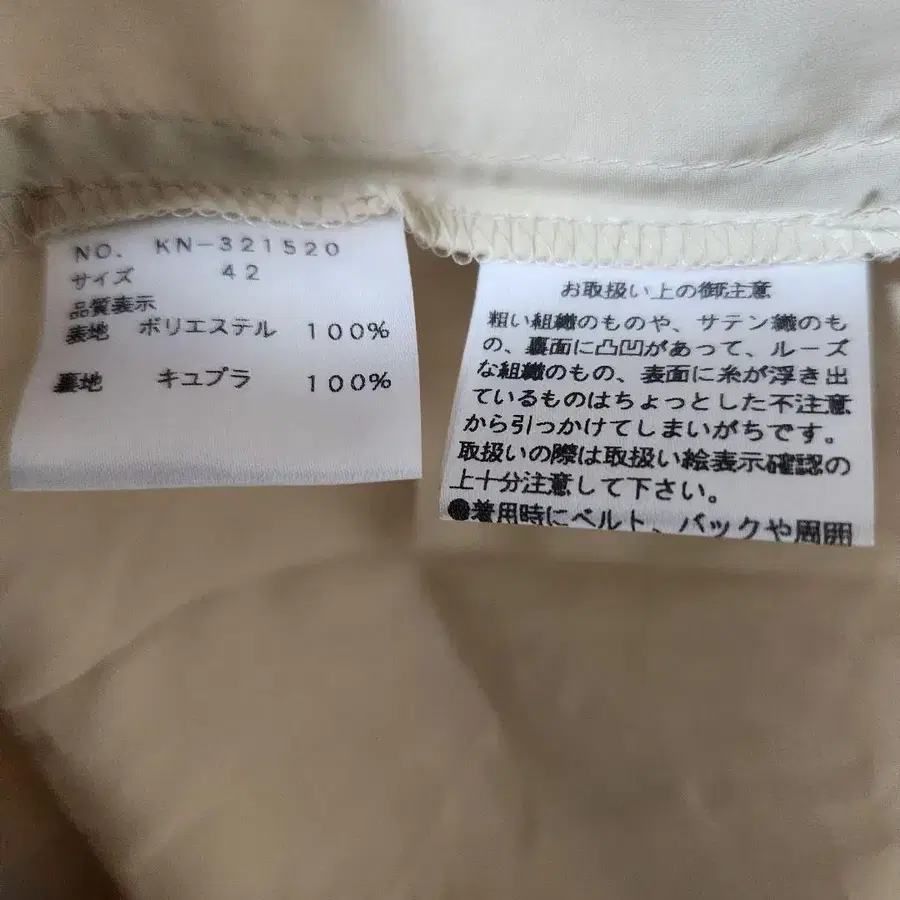 NO. KN-321520
サイズ 42
品質表示
表地 ポリエステル 100%
裏地 キュプラ 100%
お取扱い上の御注意
粗い組織のものや、サテン織のも
の、裏面に凸凹があって、ルーズ
な組織のもの、表面に糸が浮き出
ているものはちょっとした不注意
から引っかけてしまいがちです。
取扱いの際は取扱い絵表示確認の
上十分注意して下さい。
●着用時にベルト、バックや周囲